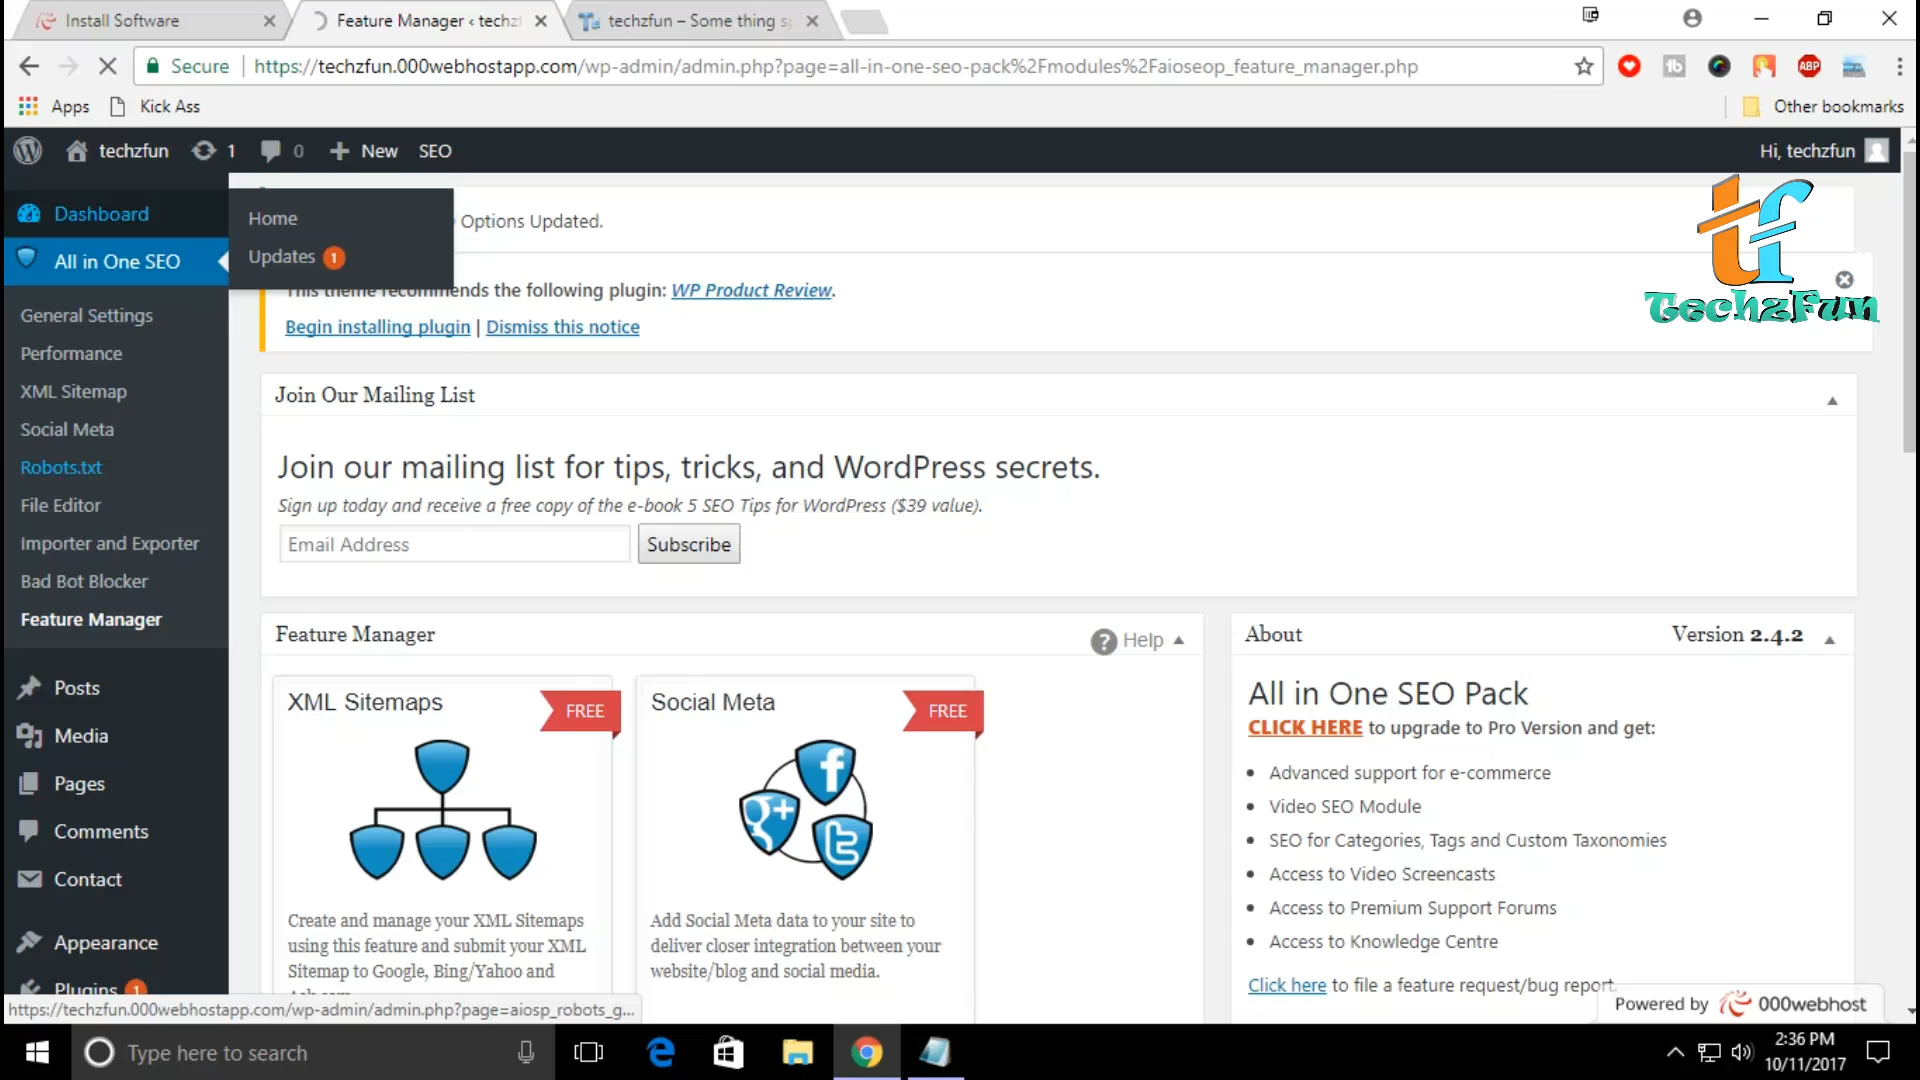 Install Software
Feature Manager ‹ techz
techzfun – Some thing sp
Secure
https://techzfun.000webhostapp.com/wp-admin/admin.php?page=all-in-one-seo-pack%2Fmodules%2Faioseop_feature_manager.php
ABP
Apps
Kick Ass
Other bookmarks
techzfun
1
0
New
SEO
Hi, techzfun
Dashboard
Home
Options Updated.
tf
TechzFun
All in One SEO
Updates 1
This theme recommends the following plugin: WP Product Review.
Begin installing plugin | Dismiss this notice
General Settings
Performance
XML Sitemap
Social Meta
Robots.txt
File Editor
Importer and Exporter
Bad Bot Blocker
Feature Manager
Posts
Media
Pages
Comments
Contact
Appearance
Plugins 1
Join Our Mailing List
Join our mailing list for tips, tricks, and WordPress secrets.
Sign up today and receive a free copy of the e-book 5 SEO Tips for WordPress ($39 value).
Email Address
Subscribe
Feature Manager
Help
XML Sitemaps
FREE
Create and manage your XML Sitemaps
using this feature and submit your XML
Sitemap to Google, Bing/Yahoo and
Social Meta
FREE
Add Social Meta data to your site to
deliver closer integration between your
website/blog and social media.
About
Version 2.4.2
All in One SEO Pack
CLICK HERE to upgrade to Pro Version and get:
Advanced support for e-commerce
Video SEO Module
SEO for Categories, Tags and Custom Taxonomies
Access to Video Screencasts
Access to Premium Support Forums
Access to Knowledge Centre
Click here to file a feature request/bug report.
Powered by 000webhost
https://techzfun.000webhostapp.com/wp-admin/admin.php?page=aiosp_robots_g...
Type here to search
2:36 PM
10/11/2017